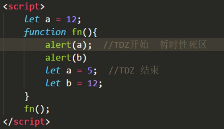 <script>
let a = 12;
function fn(){
alert(a); //TDZ开始 暂时性死区
alert(b)
let a = 5; //TDZ 结束
let b = 12;
}
fn();
</script>